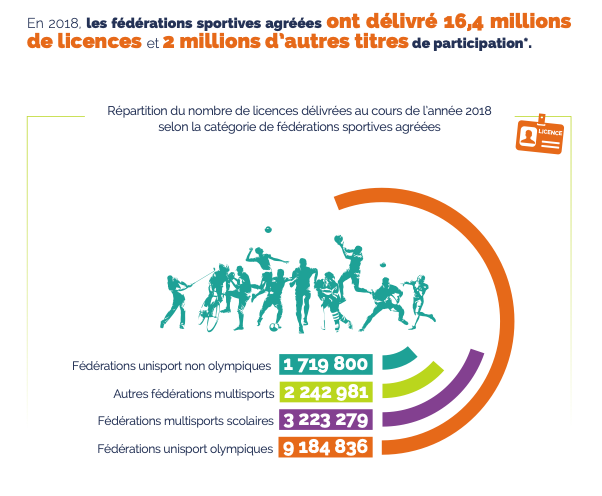 En 2018, les fédérations sportives agréées ont délivré 16,4 millions
de licences et 2 millions d'autres titres de participation*.
Répartition du nombre de licences délivrées au cours de l'année 2018
selon la catégorie de fédérations sportives agréées
LICENCE
Fédérations unisport non olympiques 1 719 800
Autres fédérations multisports 2 242 981
Fédérations multisports scolaires 3 223 279
Fédérations unisport olympiques 9 184 836